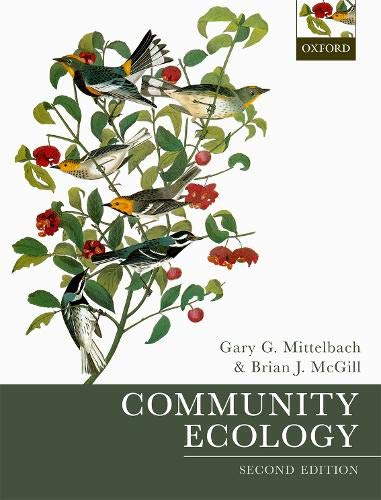 OXFORD
Gary G. Mittelbach
& Brian J. McGill
COMMUNITY
ECOLOGY
SECOND EDITION